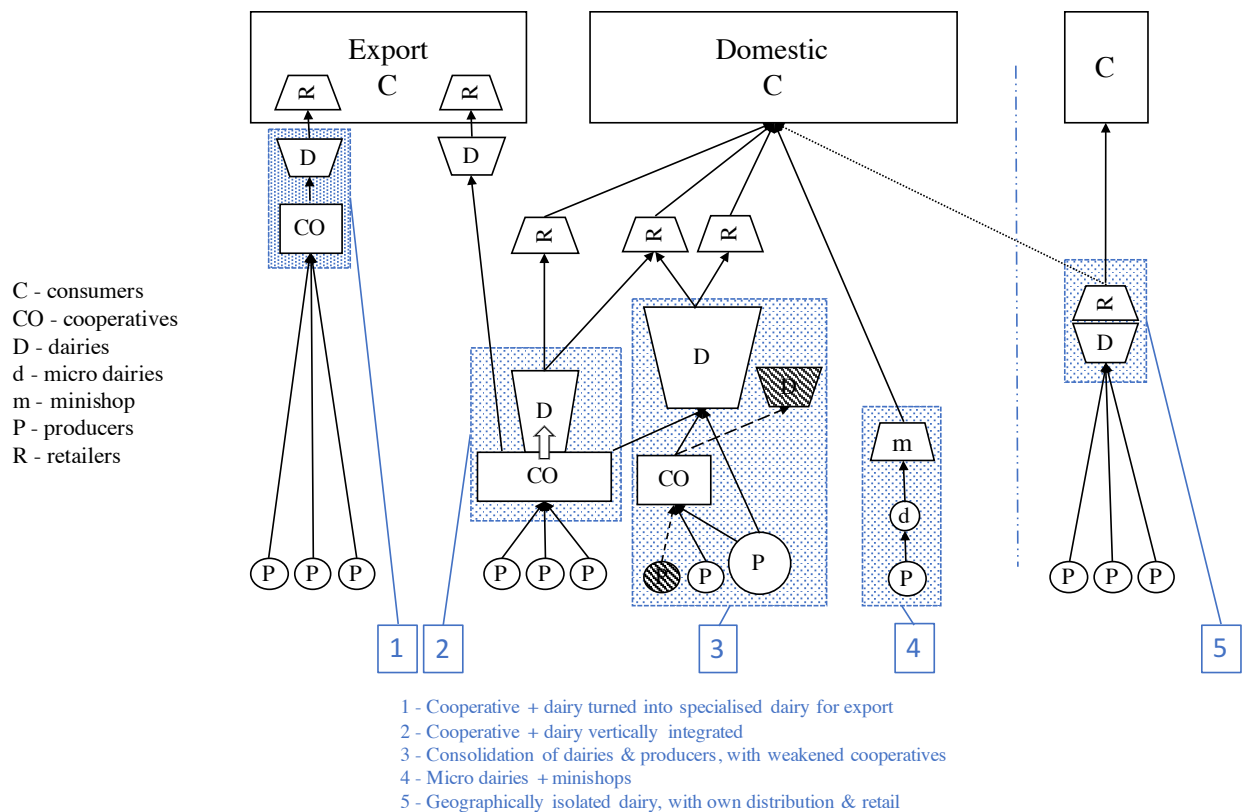 Export
C
Domestic
C
C
R
R
D
D
CO
R
R
R
R
D
C - consumers
CO - cooperatives
D - dairies
d - micro dairies
m - minishop
P - producers
R - retailers
D
D
D
m
CO
CO
d
P
P
P
P
P
P
P
P
P
P
P
P
P
1
2
3
4
5
1 - Cooperative + dairy turned into specialised dairy for export
2 - Cooperative + dairy vertically integrated
3 - Consolidation of dairies & producers, with weakened cooperatives
4 - Micro dairies + minishops
5 - Geographically isolated dairy, with own distribution & retail